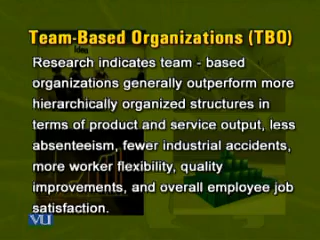 Team-Based Organizations (TBO)
Idea
Research indicates team - based
organizations generally outperform more
hierarchically organized structures in
terms of product and service output, less
absenteeism, fewer industrial accidents,
more worker flexibility, quality
improvements, and overall employee job
satisfaction.
VU